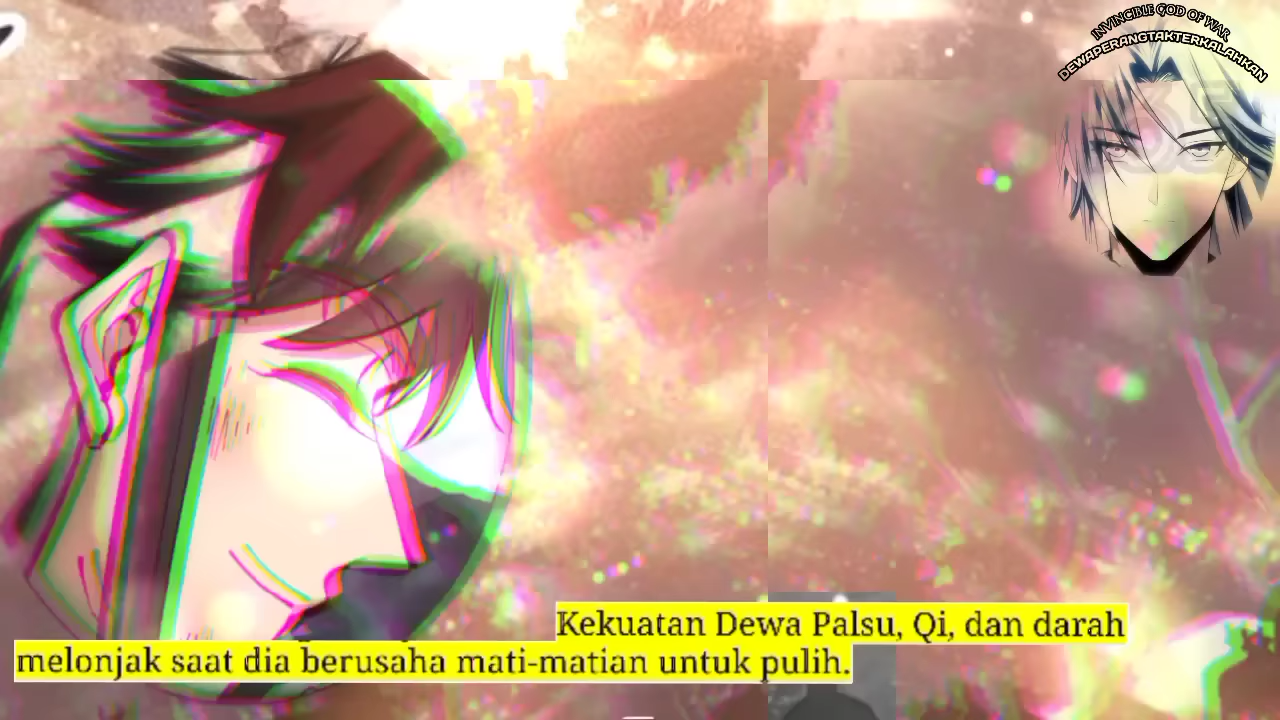 INVINCIBLE GOD OF WAR
DEWAPERANGTAKTERKALAHKAN
Kekuatan Dewa Palsu, Qi, dan darah
melonjak saat dia berusaha mati-matian untuk pulih.